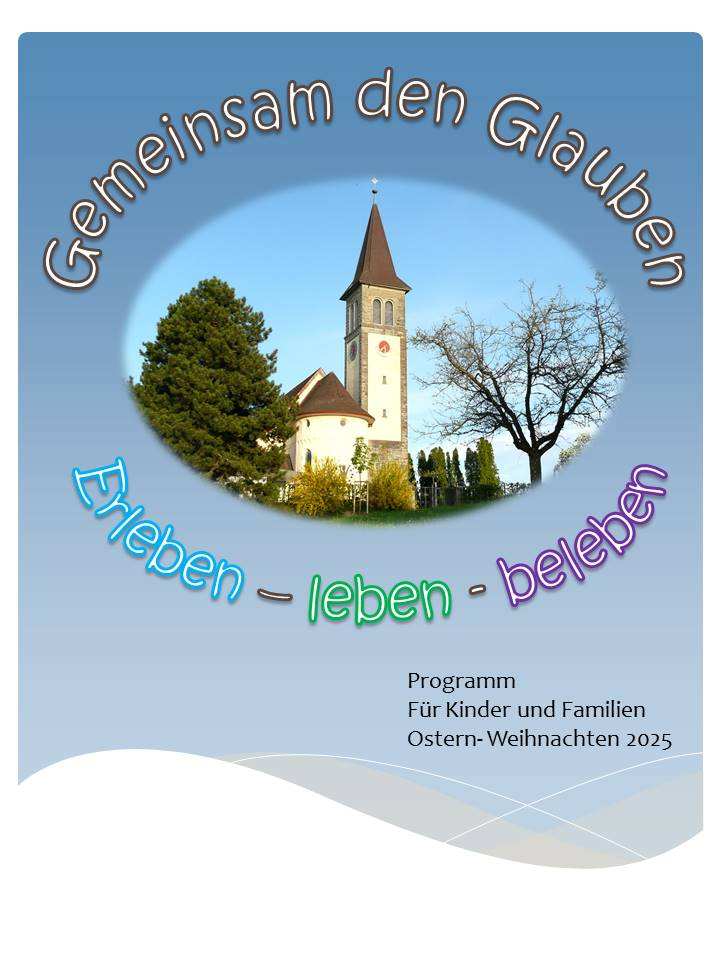 Gemeinsam den Glauben
Erleben – leben - beleben
Programm
Für Kinder und Familien
Ostern- Weihnachten 2025